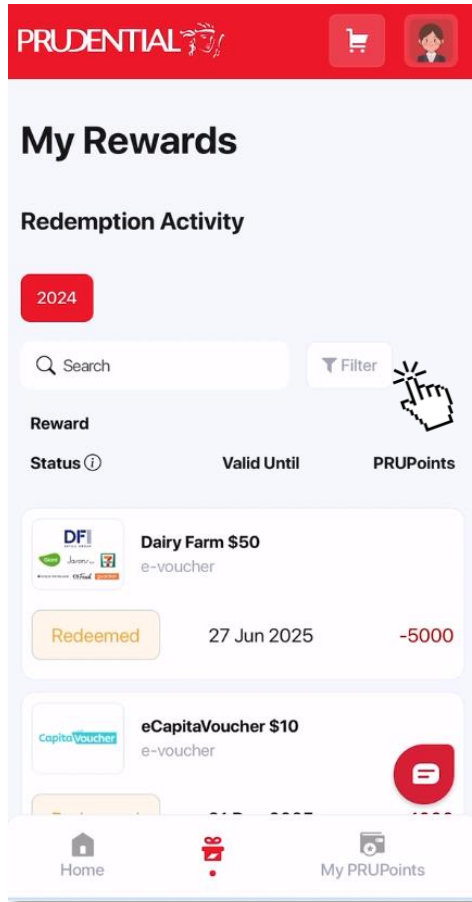 PRUDENTIAL
My Rewards
Redemption Activity
2024
Search
Filter
Reward
Status Valid Until PRUPoints
DFI
Dairy Farm $50
e-voucher
Redeemed 27 Jun 2025 -5000
CapitaVoucher
eCapitaVoucher $10
e-voucher
Home
My PRUPoints